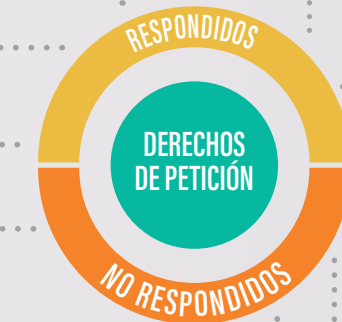 RESPONDIDOS
DERECHOS
DE PETICIÓN
NO RESPONDIDOS